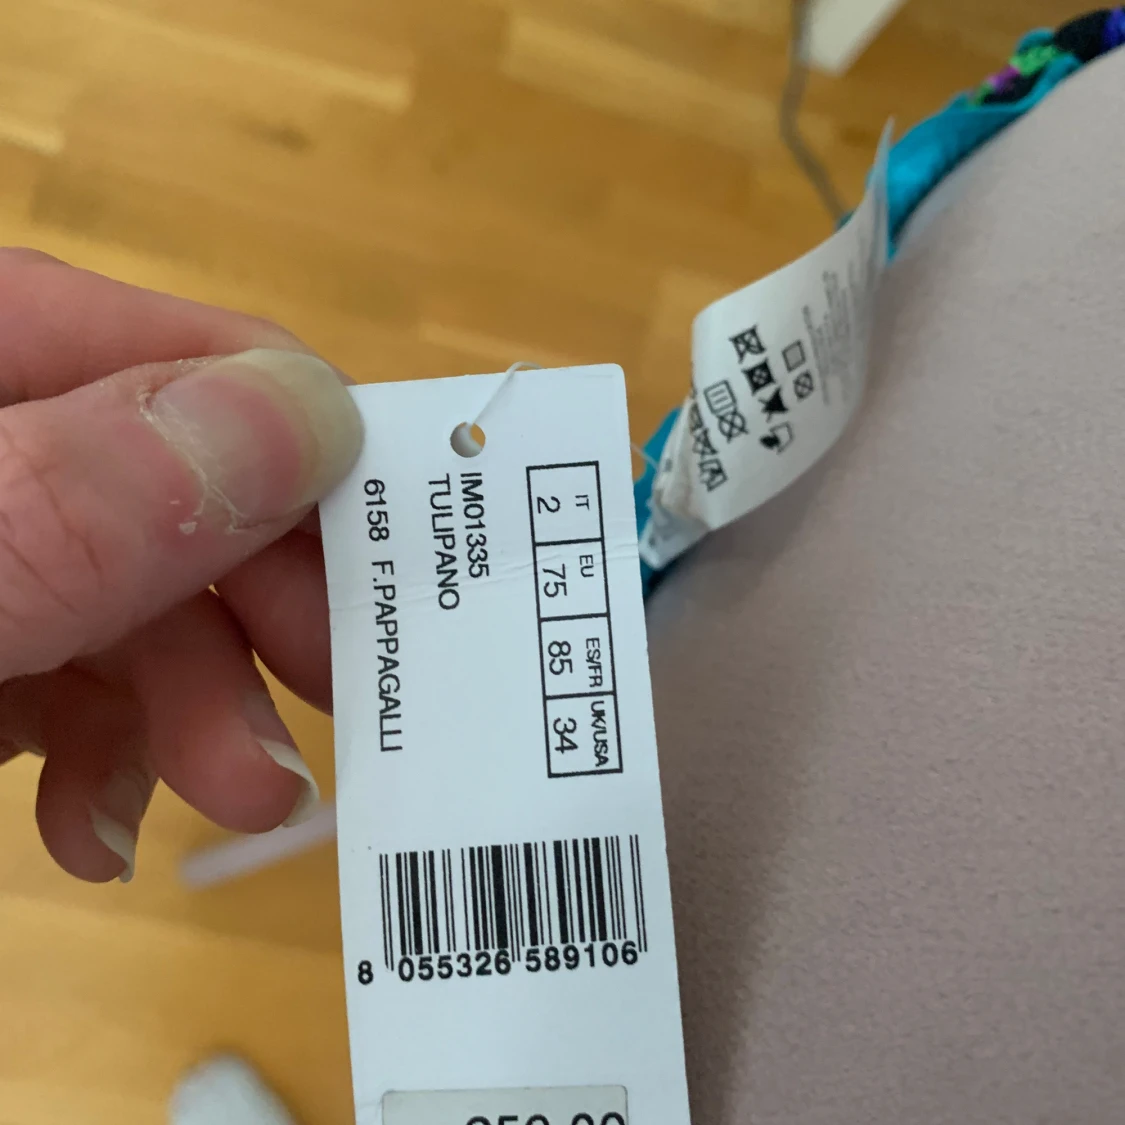 IT EU ES/FR UK/USA
2 75 85 34
IM01335
TULIPANO
6158 F.PAPPAGALLI
8 055326 589106